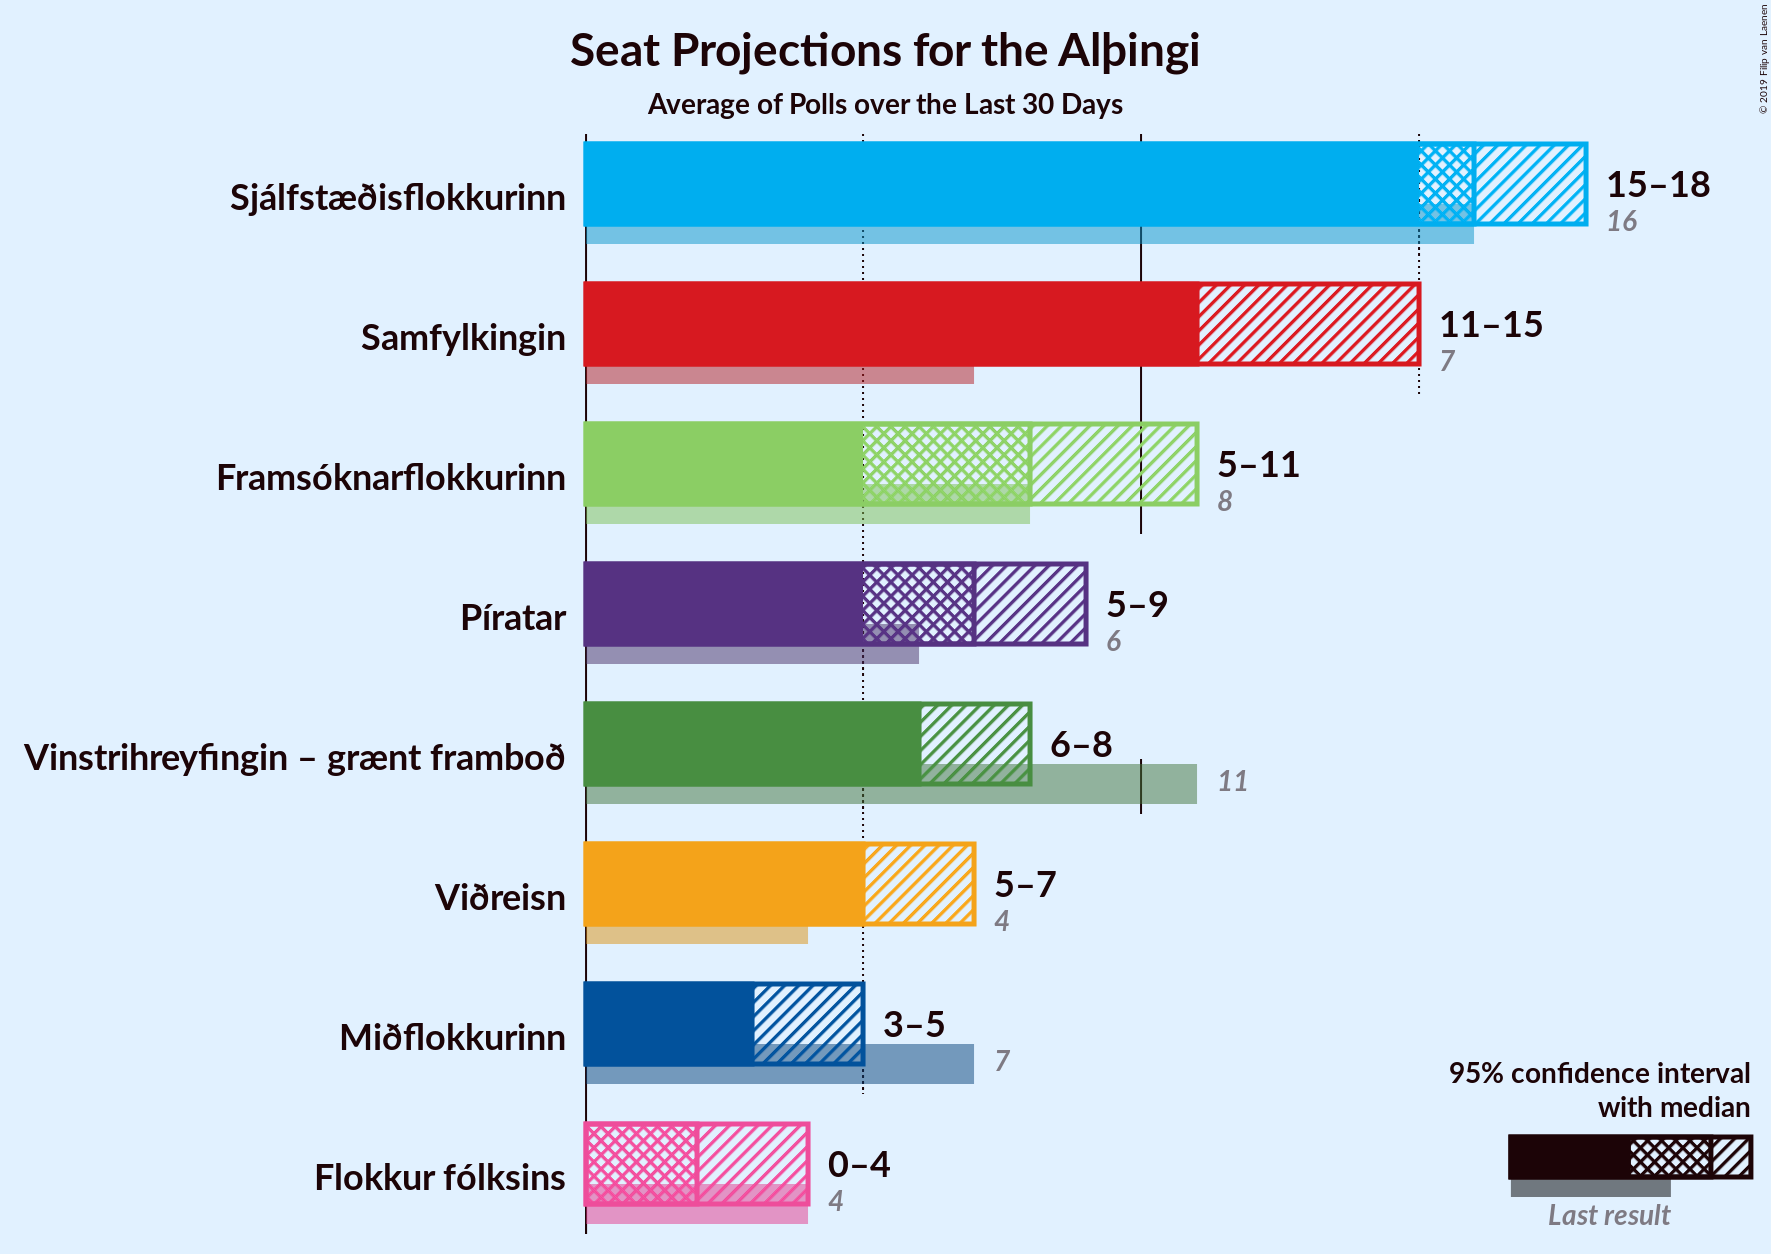 Seat Projections for the Alþingi
Average of Polls over the Last 30 Days
© 2019 Filip van Laenen
Sjálfstæðisflokkurinn
15–18
16
Samfylkingin
11–15
7
Framsóknarflokkurinn
5–11
8
Píratar
5–9
6
Vinstrihreyfingin – grænt framboð
6–8
11
Viðreisn
5–7
4
Miðflokkurinn
3–5
7
Flokkur fólksins
0–4
4
95% confidence interval
with median
Last result